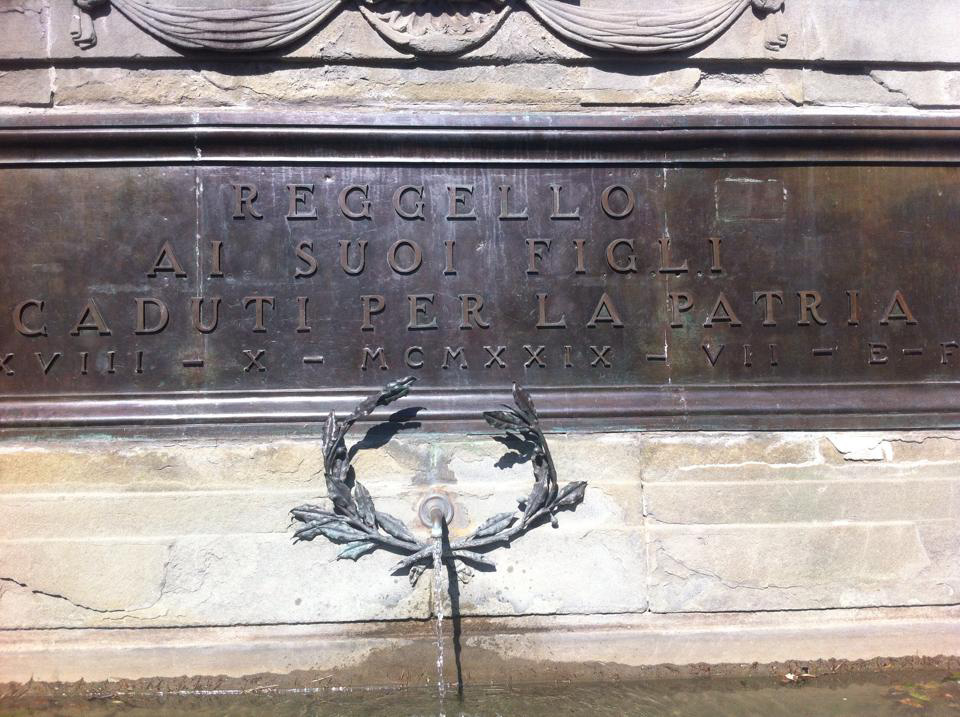 REGGELLO
AI SUOI FIGLI
CADUTI PER LA PATRIA
XVIII – X – MCMXXIX – VII – E – F